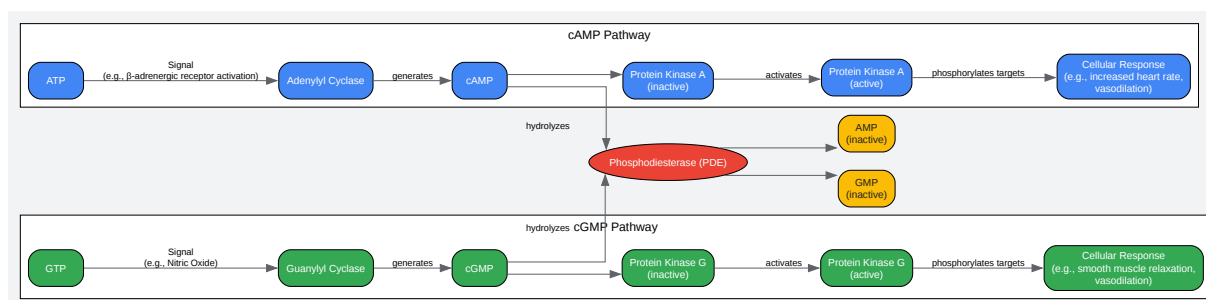 cAMP Pathway
Signal
(e.g., β-adrenergic receptor activation)
ATP
Adenylyl Cyclase
generates
cAMP
Protein Kinase A
(inactive)
activates
Protein Kinase A
(active)
phosphorylates targets
Cellular Response
(e.g., increased heart rate,
vasodilation)
hydrolyzes
AMP
(inactive)
Phosphodiesterase (PDE)
GMP
(inactive)
hydrolyzes
cGMP Pathway
Signal
(e.g., Nitric Oxide)
GTP
Guanylyl Cyclase
generates
cGMP
Protein Kinase G
(inactive)
activates
Protein Kinase G
(active)
phosphorylates targets
Cellular Response
(e.g., smooth muscle relaxation,
vasodilation)